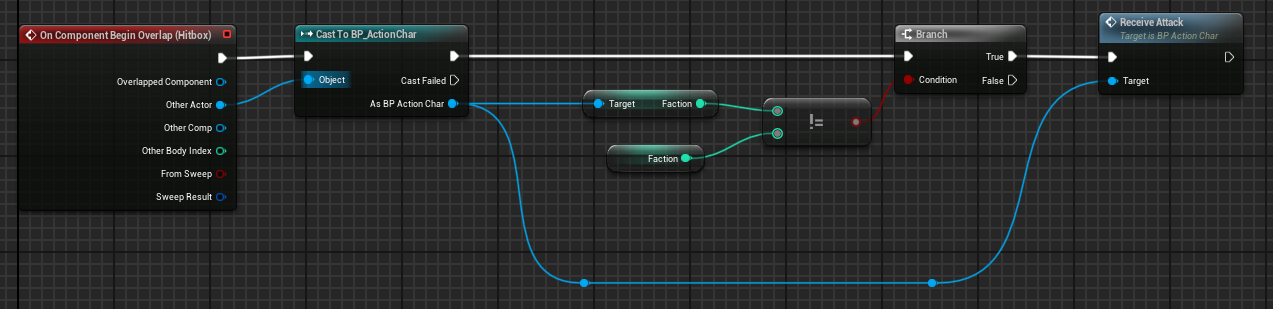 On Component Begin Overlap (Hitbox)
Overlapped Component
Other Actor
Other Comp
Other Body Index
From Sweep
Sweep Result
Cast To BP_ActionChar
Object
Cast Failed
As BP Action Char
Target Faction
Faction
!=
Branch
True
Condition
False
Receive Attack
Target is BP Action Char
Target